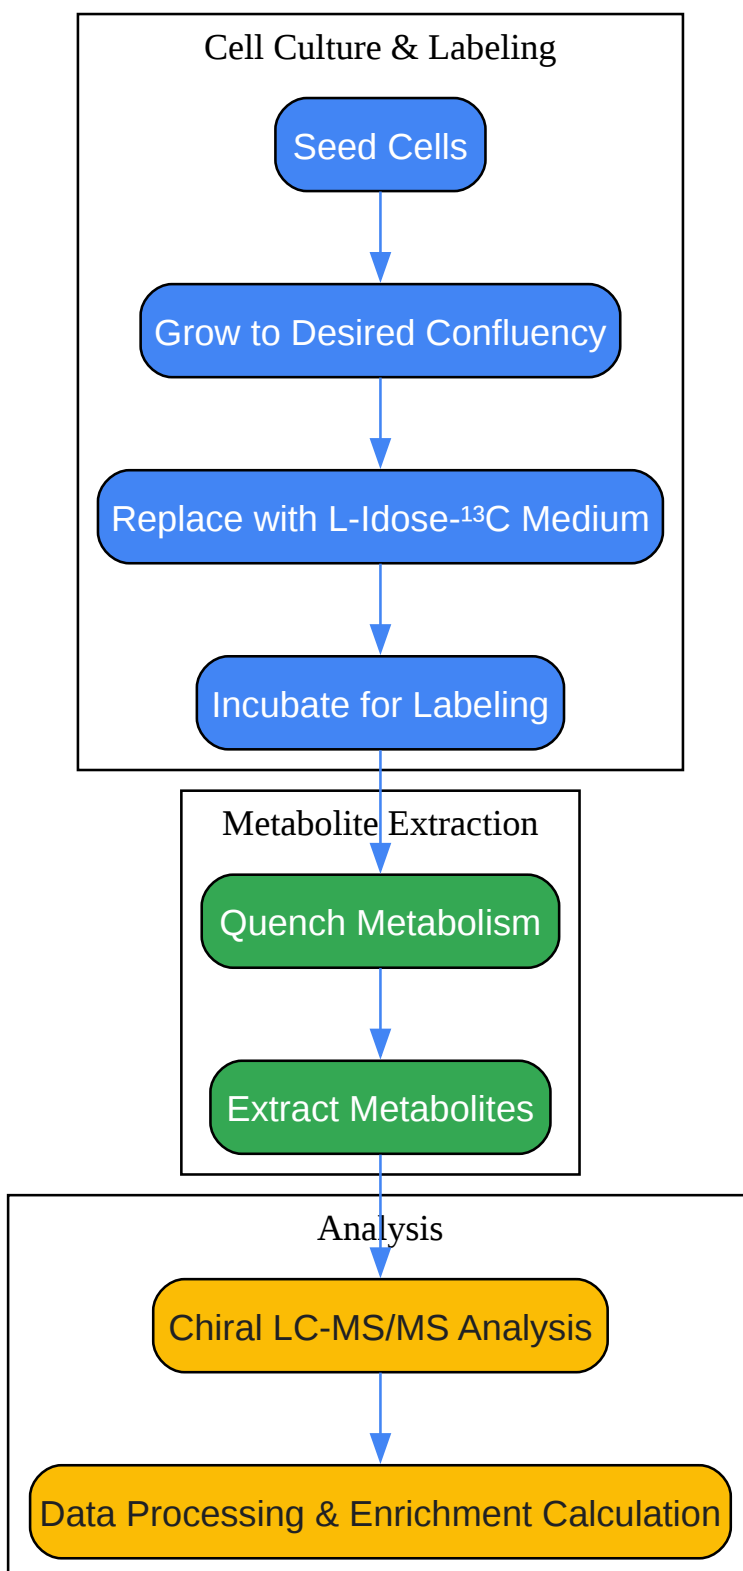 Cell Culture & Labeling
Seed Cells
Grow to Desired Confluency
Replace with L-Idose-¹³C Medium
Incubate for Labeling
Metabolite Extraction
Quench Metabolism
Extract Metabolites
Analysis
Chiral LC-MS/MS Analysis
Data Processing & Enrichment Calculation